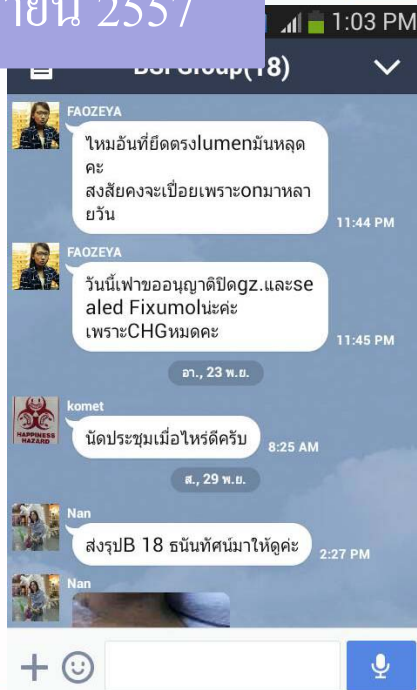 2557
1:03 PM
Group(18)
FAOZEYA
ไหมอันที่ยึดตรงlumenมันหลุด
คะ
สงสัยคงจะเปื่อยเพราะonมาหลา
ยวัน
11:44 PM
FAOZEYA
วันนี้เฟาขออนุญาติปิดgz.และse
aled Fixumolน่ะค่ะ
เพราะCHGหมดคะ
11:45 PM
อา., 23 พ.ย.
komet
HAPPINESS
HAZARD
นัดประชุมเมื่อไหร่ดีครับ
8:25 AM
ส., 29 พ.ย.
Nan
ส่งรุปB 18 ธนันทัศน์มาให้ดูค่ะ
2:27 PM
Nan